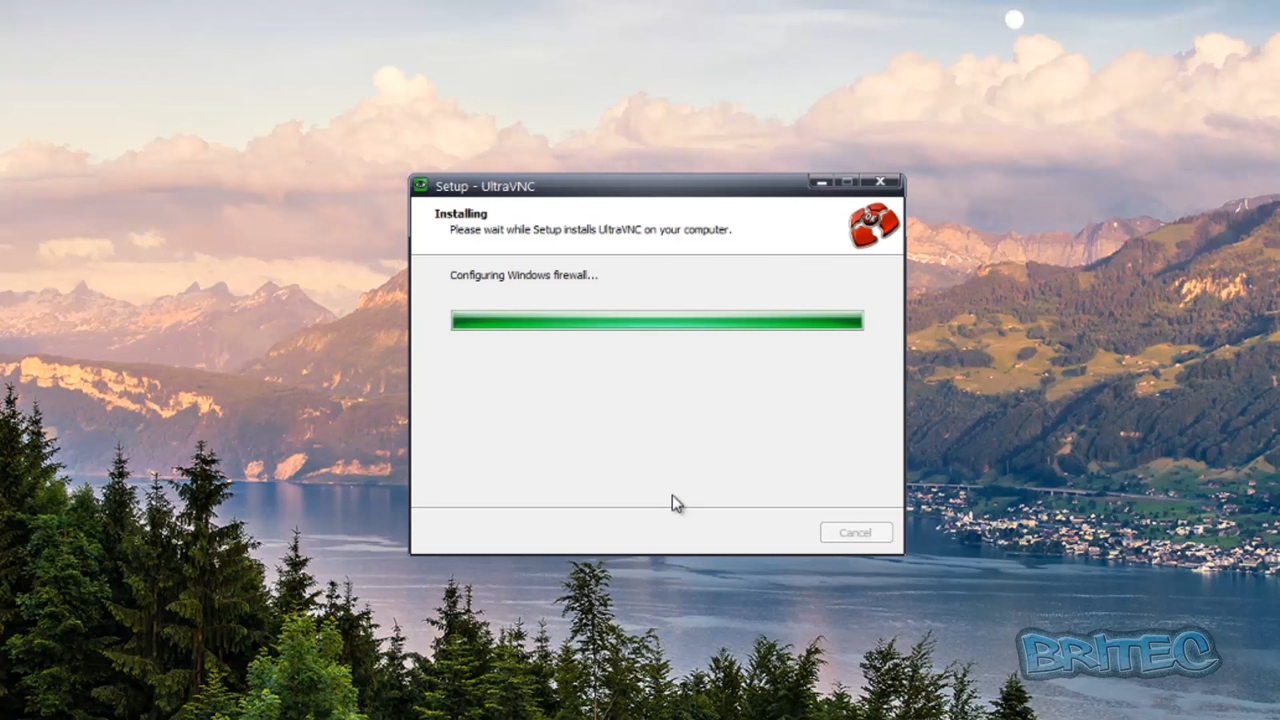 Setup - UltraVNC
Installing
Please wait while Setup installs UltraVNC on your computer.
Configuring Windows firewall...
Cancel
BRITEC